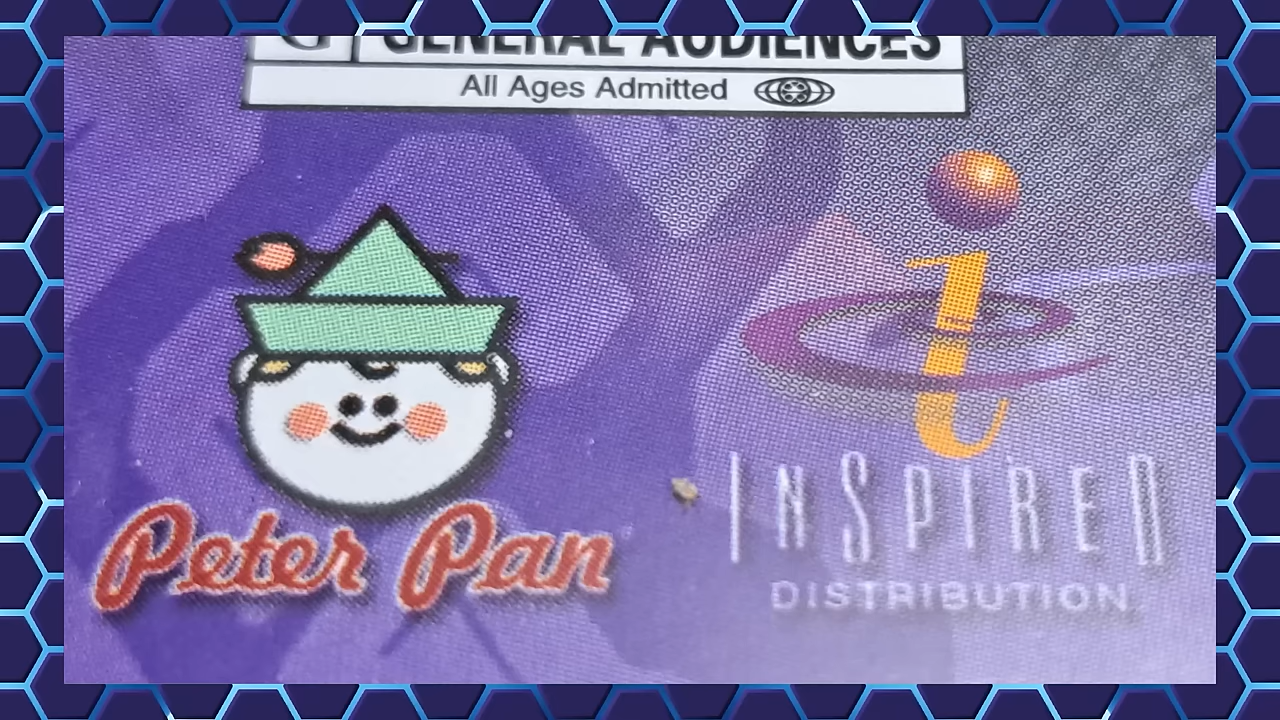 G GENERAL AUDIENCES
All Ages Admitted
Peter Pan
i
INSPIRED
DISTRIBUTION